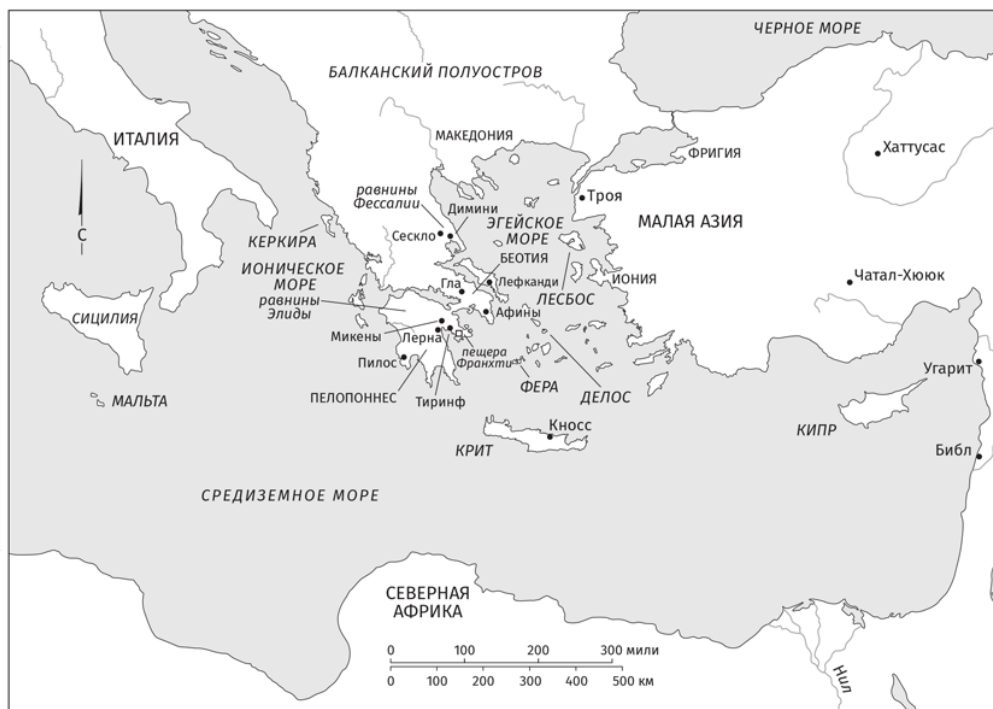 ЧЕРНОЕ МОРЕ
БАЛКАНСКИЙ ПОЛУОСТРОВ
ИТАЛИЯ
МАКЕДОНИЯ
Хаттусас
ФРИГИЯ
равнины
Фессалии
Димини
Троя
МАЛАЯ АЗИЯ
С
КЕРКИРА
Сескло
ЭГЕЙСКОЕ
МОРЕ
БЕОТИЯ
ИОНИЧЕСКОЕ
МОРЕ
равнины
Элиды
Гла
Лефканди
ЛЕСБОС
ИОНИЯ
Чатал-Хююк
СИЦИЛИЯ
Микены
Лерна
Афины
пещера
Франхти
Пилос
ФЕРА
ДЕЛОС
Угарит
МАЛЬТА
ПЕЛОПОННЕС
Тиринф
КРИТ
Кносс
КИПР
Библ
СРЕДИЗЕМНОЕ МОРЕ
СЕВЕРНАЯ
АФРИКА
0 100 200 300 мили
0 100 200 300 400 500 км
Нил